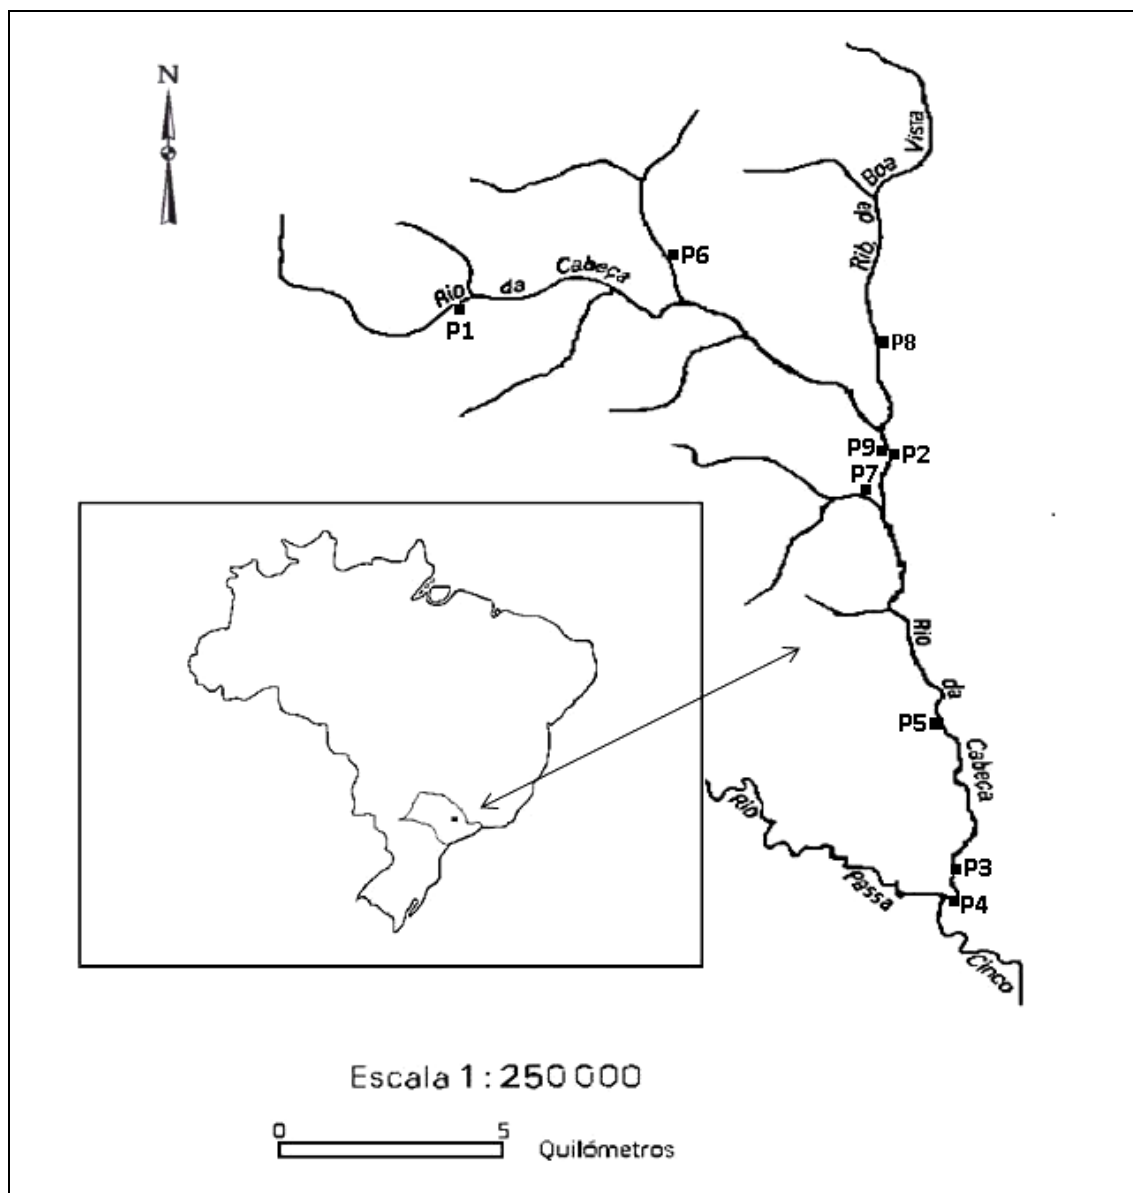 N
Rib. da Boa Vista
P6
Rio da Cabeça
P1
P8
P9
P2
P7
Rio da Cabeça
P5
Rio Passa Cinco
P3
P4
Escala 1 : 250 000
0 5
Quilómetros